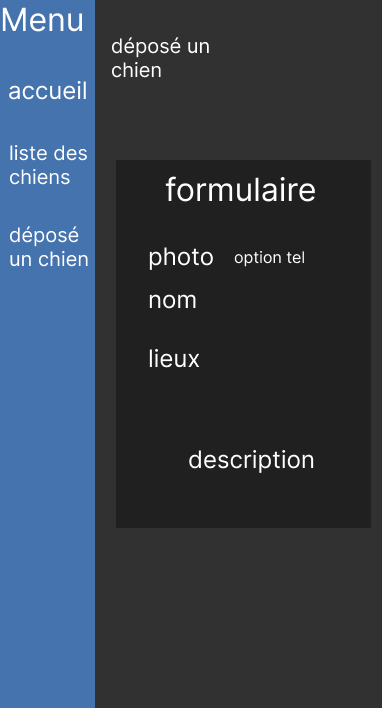 Menu
accueil
liste des
chiens
déposé
un chien
déposé un
chien
formulaire
photo option tel
nom
lieux
description